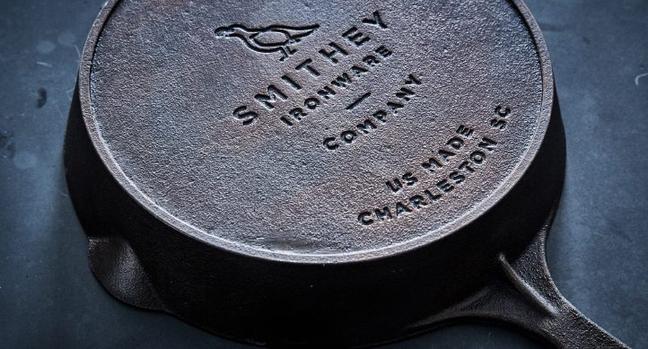 SMITHEY
IRONWARE
—
COMPANY
US MADE
CHARLESTON SC